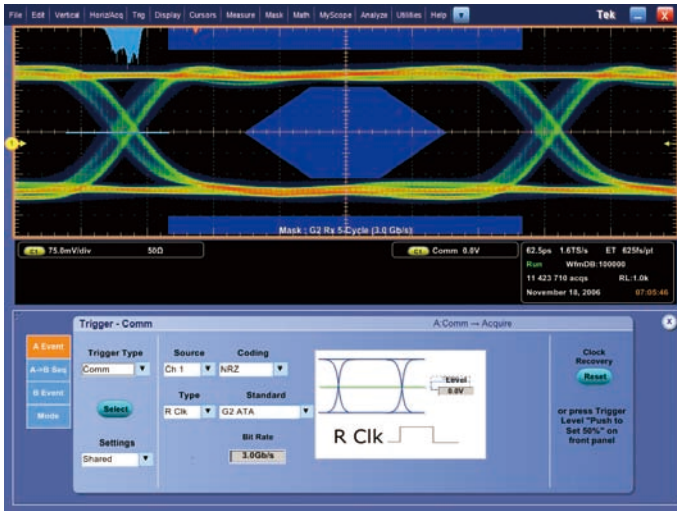 File Edit Vertical Horiz/Acq Trig Display Cursors Measure Mask Math MyScope Analyze Utilities Help Tek X
Mask : G2 Rx 5-Cycle (3.0 Gb/s)
C1 75.0mV/div 50Ω C1 Comm 0.0V
62.5ps 1.6TS/s ET 625fs/pt
Run WfmDB:100000
11 423 710 acqs RL:1.0k
November 18, 2006 07:05:46
Trigger - Comm A:Comm → Acquire X
A Event
A->B Seq
B Event
Mode
Trigger Type
Comm
Select
Settings
Shared
Source Coding
Ch 1 NRZ
Type Standard
R Clk G2 ATA
Bit Rate
3.0Gb/s
Level
0.0V
R Clk
Clock
Recovery
Reset
or press Trigger
Level "Push to
Set 50%" on
front panel